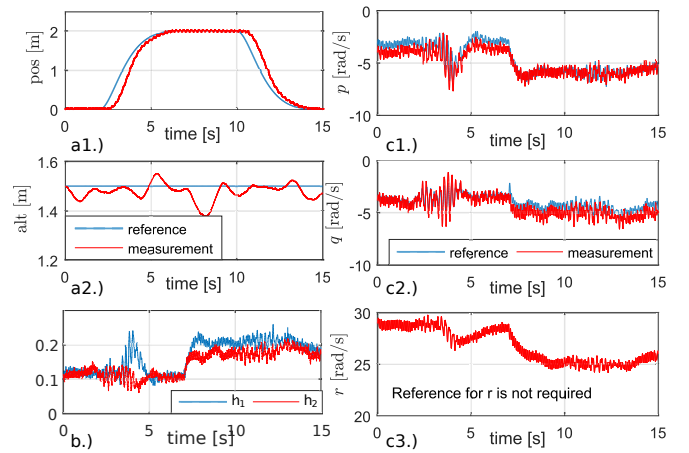 pos [m]
2
1
0
0
5
10
15
time [s]
a1.)
alt [m]
1.6
1.4
1.2
reference
measurement
0
5
10
15
time [s]
a2.)
0.2
0.1
0
h1
h2
0
5
10
15
time [s]
b.)
p [rad/s]
0
-5
-10
0
5
10
15
time [s]
c1.)
q [rad/s]
0
-5
-10
reference
measurement
0
5
10
15
time [s]
c2.)
r [rad/s]
30
25
20
Reference for r is not required
0
5
10
15
time [s]
c3.)